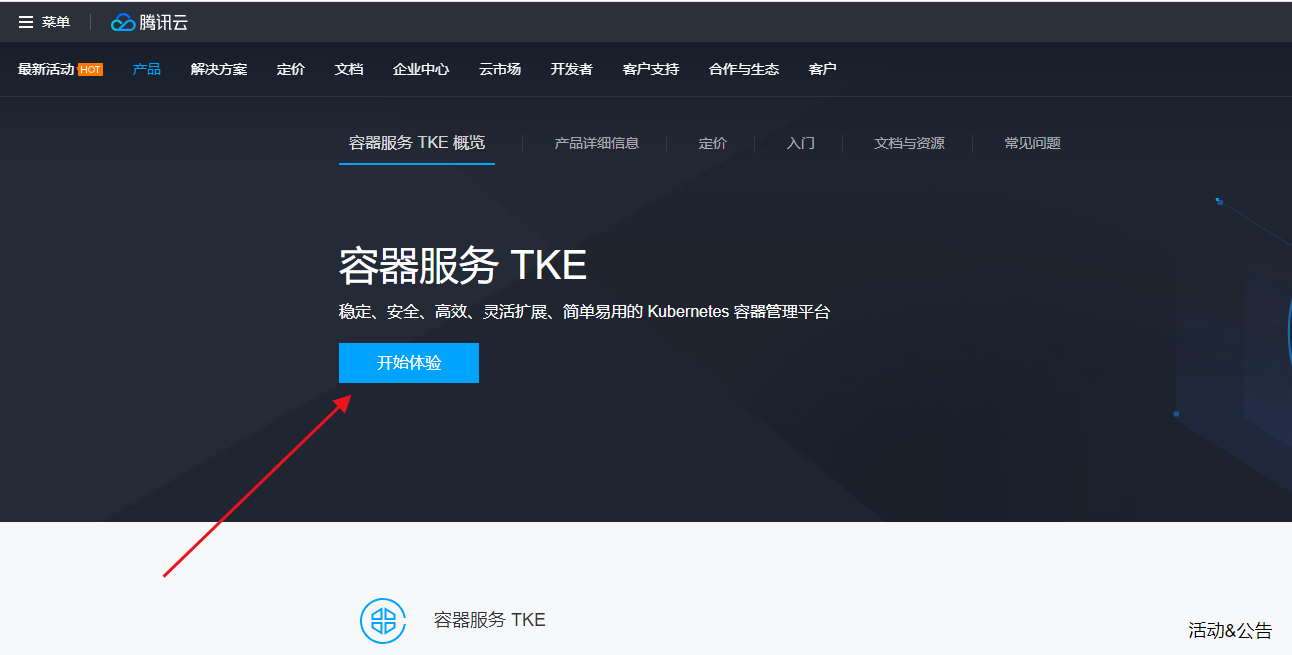 菜单 腾讯云
最新活动 HOT 产品 解决方案 定价 文档 企业中心 云市场 开发者 客户支持 合作与生态 客户
容器服务 TKE 概览 产品详细信息 定价 入门 文档与资源 常见问题
容器服务 TKE
稳定、安全、高效、灵活扩展、简单易用的 Kubernetes 容器管理平台
开始体验
容器服务 TKE
活动&公告